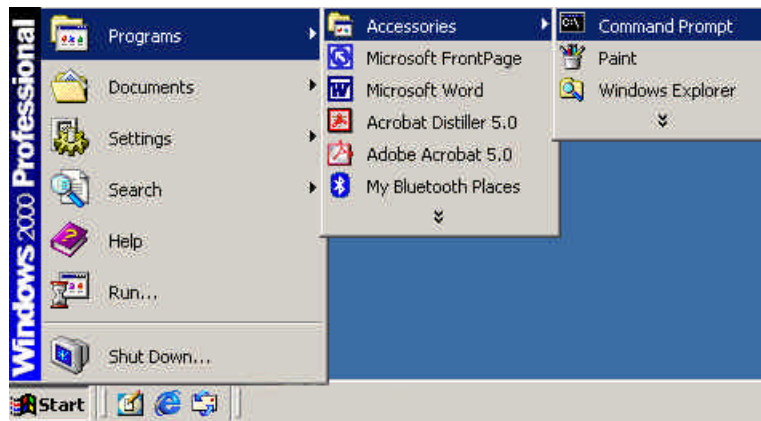 Windows 2000 Professional
Programs
Documents
Settings
Search
Help
Run...
Shut Down...
Accessories
Microsoft FrontPage
Microsoft Word
Acrobat Distiller 5.0
Adobe Acrobat 5.0
My Bluetooth Places
Command Prompt
Paint
Windows Explorer
Start